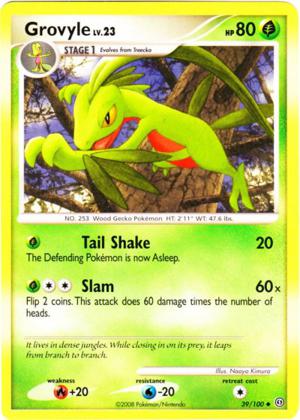 Grovyle LV.23
HP 80
STAGE 1 Evolves from Treecko
NO. 253 Wood Gecko Pokémon HT: 2'11" WT: 47.6 lbs.
Tail Shake 20
The Defending Pokémon is now Asleep.
Slam 60x
Flip 2 coins. This attack does 60 damage times the number of
heads.
It lives in dense jungles. While closing in on its prey, it leaps
from branch to branch.
Illus. Naoyo Kimura
weakness resistance retreat cost
+20 -20
©2008 Pokémon/Nintendo 39/100